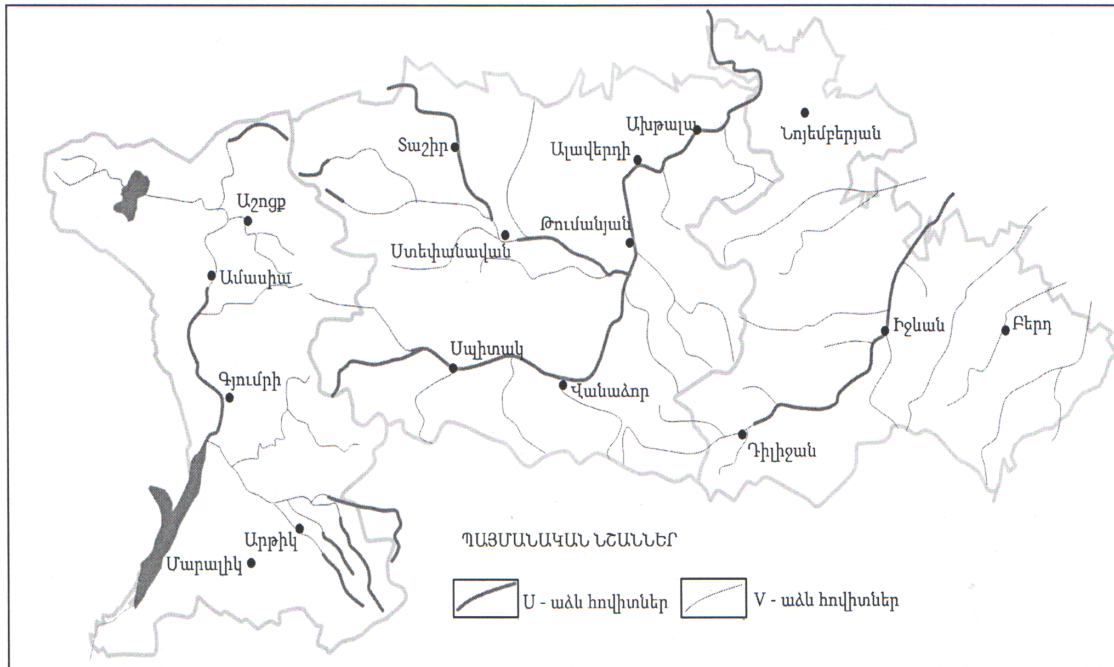 Ախթալա
Նոյեմբերյան
Տաշիր
Ալավերդի
Աշոցք
Թումանյան
Ստեփանավան
Ամասիա
Իջևան
Բերդ
Սպիտակ
Գյումրի
Վանաձոր
Դիլիջան
Արթիկ
Մարալիկ
ՊԱՅՄԱՆԱԿԱՆ ՆՇԱՆՆԵՐ
U - աձև հովիտներ
V - աձև հովիտներ